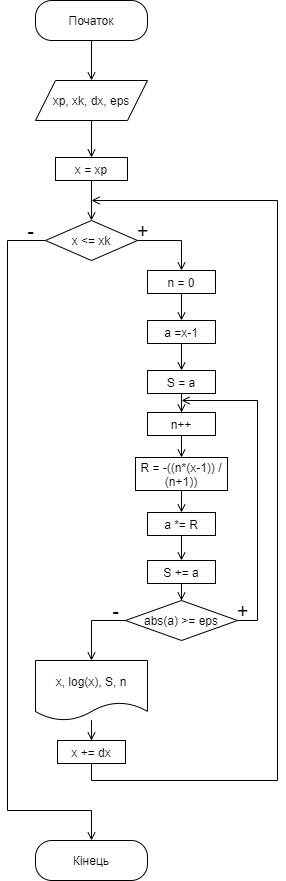 Початок
xp, xk, dx, eps
x = xp
-
+
x <= xk
n = 0
a =x-1
S = a
n++
R = -((n*(x-1)) /
(n+1))
a *= R
S += a
-
+
abs(a) >= eps
x, log(x), S, n
x += dx
Кінець